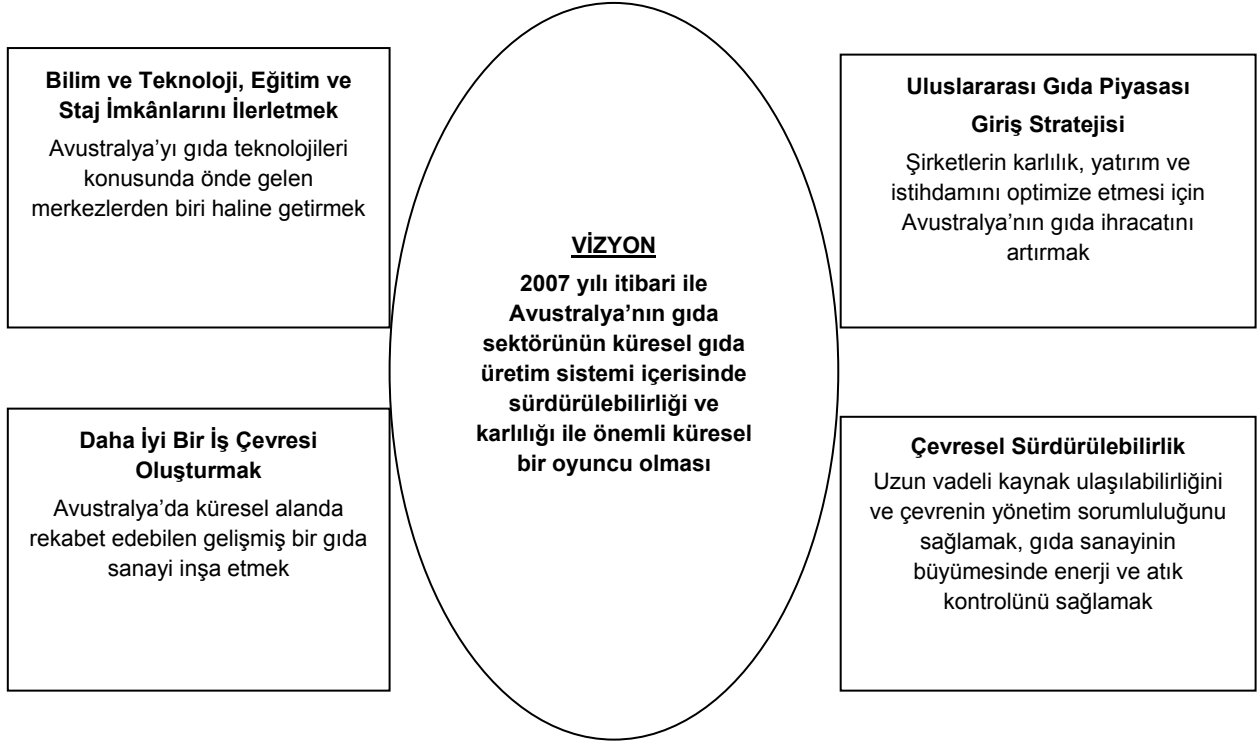 Bilim ve Teknoloji, Eğitim ve
Staj İmkânlarını İlerletmek
Avustralya’yı gıda teknolojileri
konusunda önde gelen
merkezlerden biri haline getirmek
Daha İyi Bir İş Çevresi
Oluşturmak
Avustralya’da küresel alanda
rekabet edebilen gelişmiş bir gıda
sanayi inşa etmek
VİZYON
2007 yılı itibari ile
Avustralya’nın gıda
sektörünün küresel gıda
üretim sistemi içerisinde
sürdürülebilirliği ve
karlılığı ile önemli küresel
bir oyuncu olması
Uluslararası Gıda Piyasası
Giriş Stratejisi
Şirketlerin karlılık, yatırım ve
istihdamını optimize etmesi için
Avustralya’nın gıda ihracatını
artırmak
Çevresel Sürdürülebilirlik
Uzun vadeli kaynak ulaşılabilirliğini
ve çevrenin yönetim sorumluluğunu
sağlamak, gıda sanayinin
büyümesinde enerji ve atık
kontrolünü sağlamak